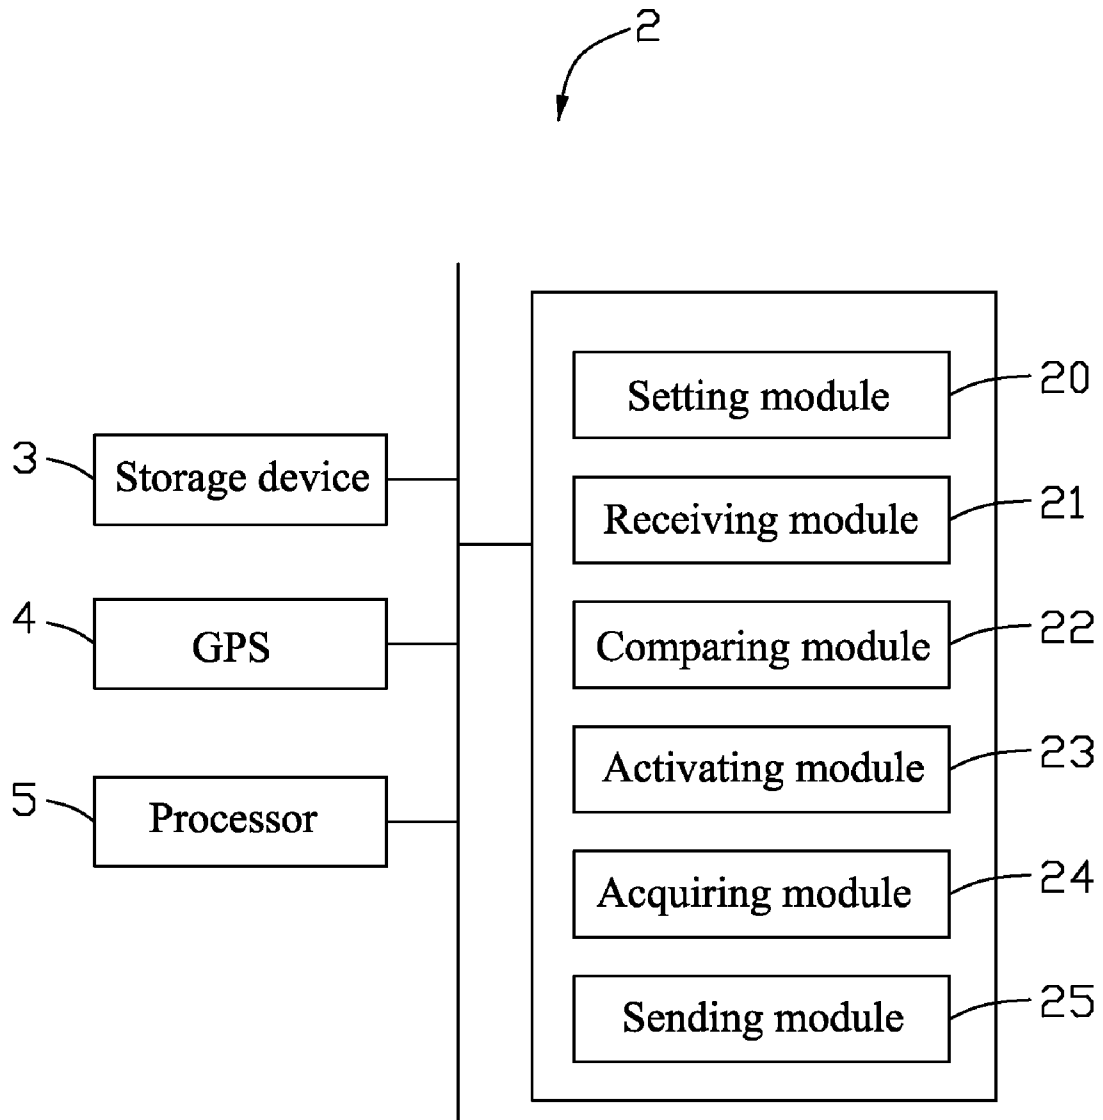 2
Setting module
20
3
Storage device
Receiving module
21
4
GPS
Comparing module
22
5
Processor
Activating module
23
Acquiring module
24
Sending module
25